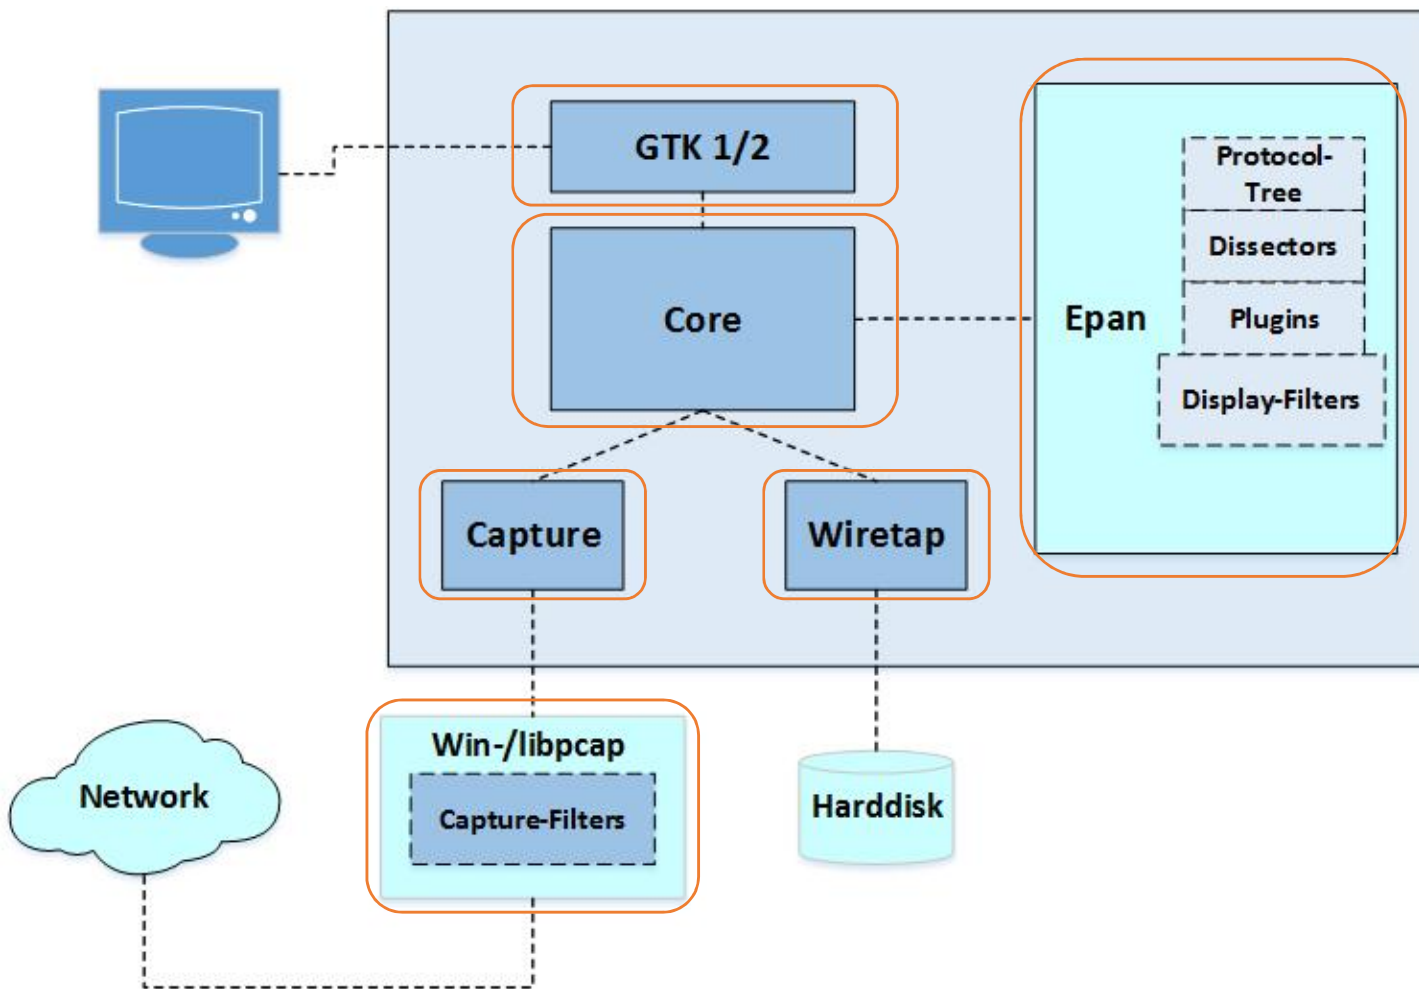 GTK 1/2
Protocol-
Tree
Dissectors
Core
Epan
Plugins
Display-Filters
Capture
Wiretap
Win-/libpcap
Network
Capture-Filters
Harddisk